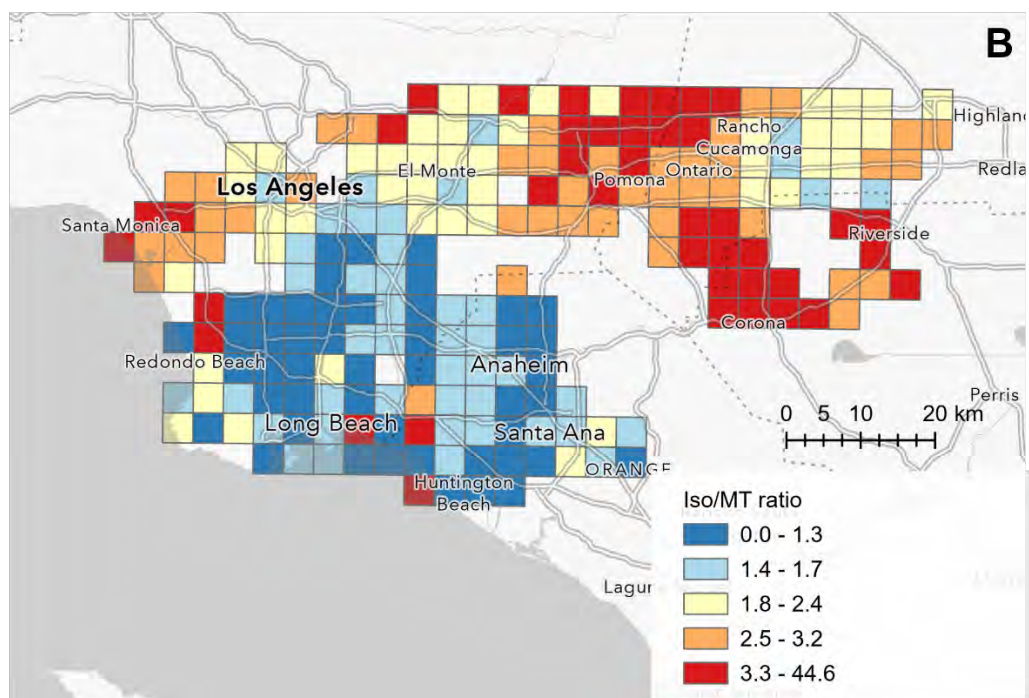 B
Highland
Rancho
Cucamonga
El Monte
Ontario
Redla
Pomona
Los Angeles
Santa Monica
Riverside
Corona
Redondo Beach
Anaheim
Perris
0 5 10 20 km
Long Beach
Santa Ana
ORANGE
Huntington
Beach
Iso/MT ratio
0.0 - 1.3
1.4 - 1.7
Lagun
1.8 - 2.4
2.5 - 3.2
3.3 - 44.6